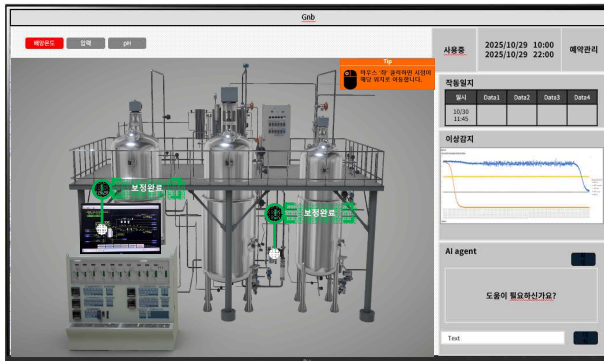 Gnb
배양온도
압력
pH
Tip
마우스 '좌' 클릭하면 시점이
해당 위치로 이동합니다.
보정완료
보정완료
사용중
2025/10/29 10:00
2025/10/29 22:00
예약관리
작동일지
일시 Data1 Data2 Data3 Data4
10/30
11:45
이상감지
AI agent
도움이 필요하신가요?
Text